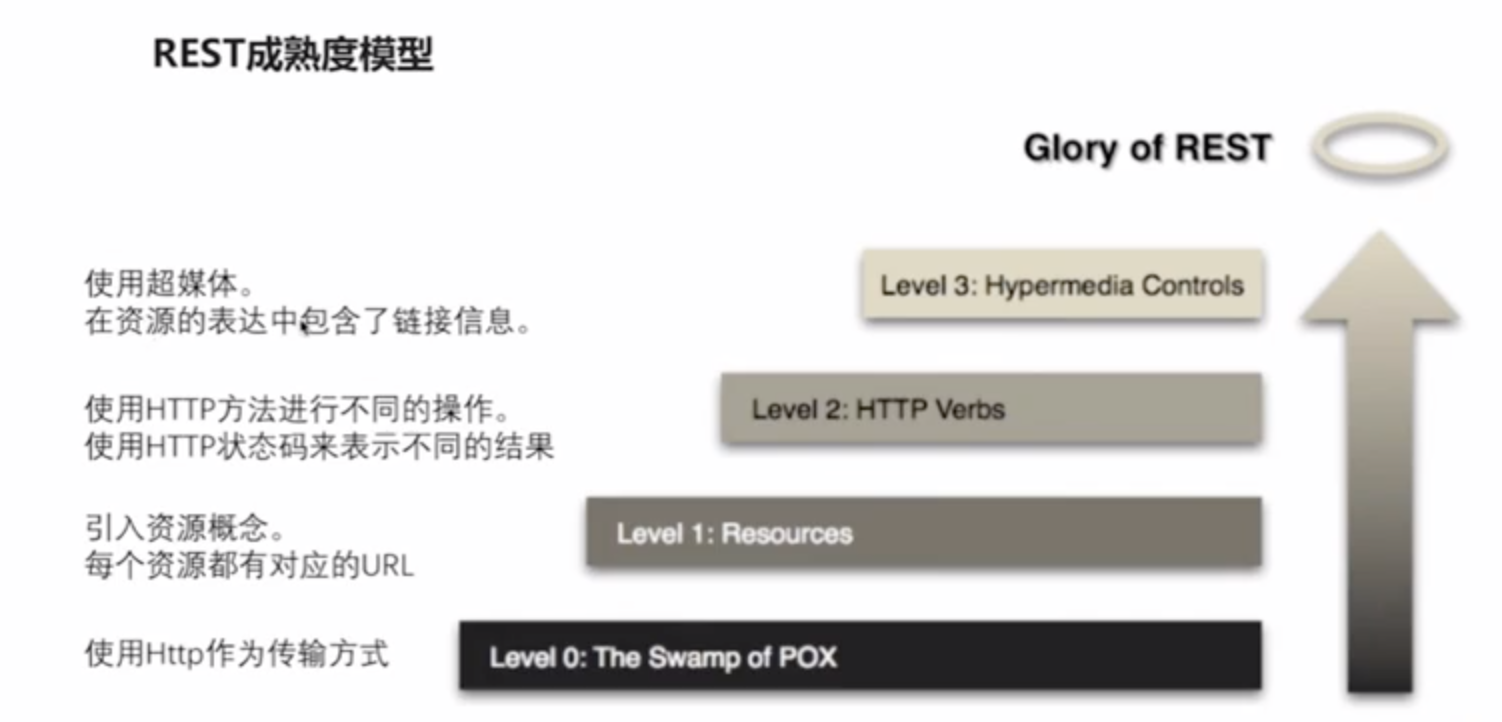 REST成熟度模型
Glory of REST
使用超媒体。
在资源的表达中包含了链接信息。
Level 3: Hypermedia Controls
使用HTTP方法进行不同的操作。
使用HTTP状态码来表示不同的结果
Level 2: HTTP Verbs
引入资源概念。
每个资源都有对应的URL
Level 1: Resources
使用Http作为传输方式
Level 0: The Swamp of POX